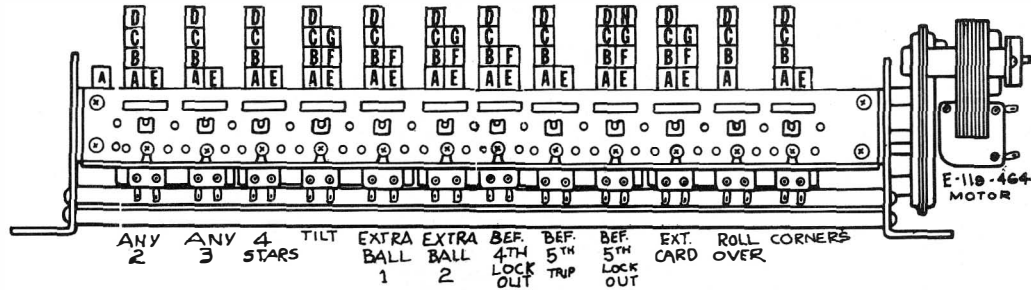 D D D D D D D D D N D D D
C C C C G C C G C C C G C G C C
B B B B F B F B F B F B B F B F B B
A A E A E A E A E A E A E A E A E A E A E A A E
E-119-464
MOTOR
ANY 2
ANY 3
4 STARS
TILT
EXTRA BALL 1
EXTRA BALL 2
BEF. 4TH LOCK OUT
BEF. 5TH TRIP
BEF. 5TH LOCK OUT
EXT. CARD
ROLL OVER
CORNERS